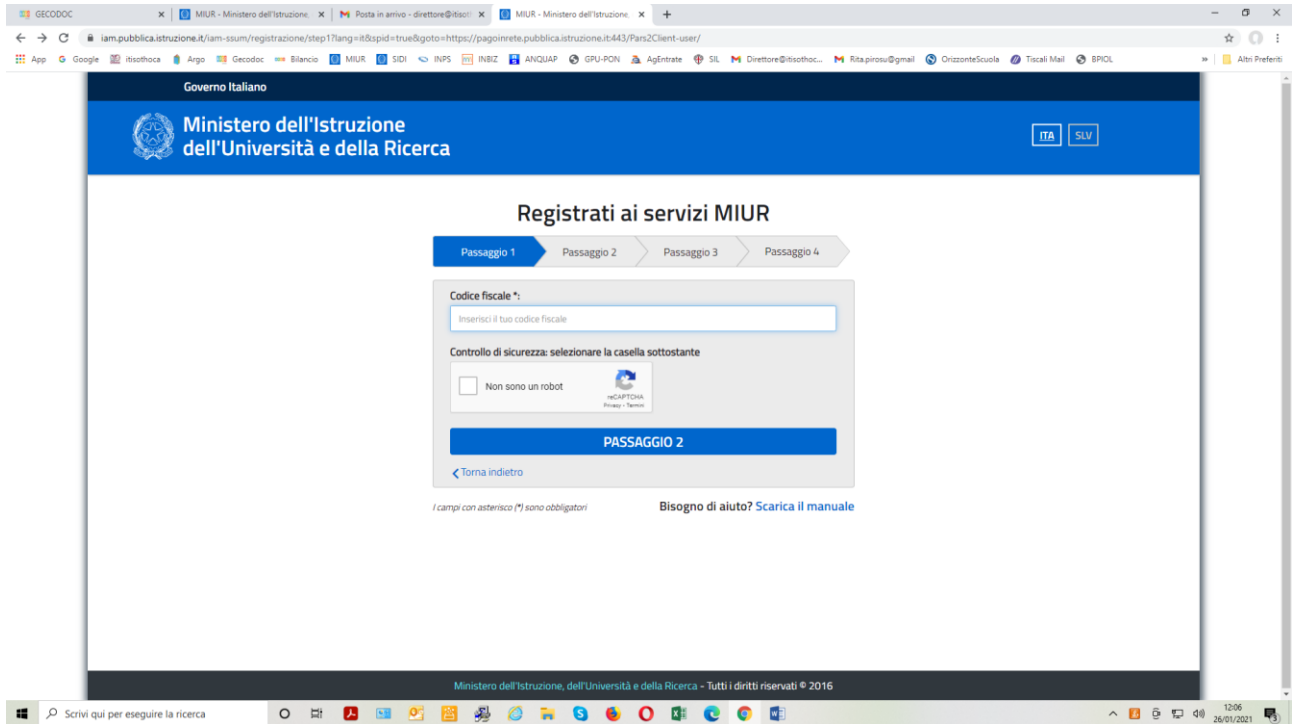 GECODOC
MIUR - Ministero dell'Istruzione,
Posta in arrivo - direttore@itisoth
MIUR - Ministero dell'Istruzione,
iam.pubblica.istruzione.it/iam-ssum/registrazione/step1?lang=it&spid=true&goto=https://pagoinrete.pubblica.istruzione.it:443/Pars2Client-user/
App Google itisothoca Argo Gecodoc Bilancio MIUR SIDI INPS INBIZ ANQUAP GPU-PON AgEntrate SIL Direttore@itisothoc... Rita.pirosu@gmail OrizzonteScuola Tiscali Mail BPIOL » Altri Preferiti
Governo Italiano
Ministero dell'Istruzione
dell'Università e della Ricerca
ITA SLV
Registrati ai servizi MIUR
Passaggio 1 Passaggio 2 Passaggio 3 Passaggio 4
Codice fiscale *:
Inserisci il tuo codice fiscale
Controllo di sicurezza: selezionare la casella sottostante
Non sono un robot
reCAPTCHA
Privacy - Termini
PASSAGGIO 2
Torna indietro
I campi con asterisco (*) sono obbligatori
Bisogno di aiuto? Scarica il manuale
Ministero dell'Istruzione, dell'Università e della Ricerca - Tutti i diritti riservati © 2016
Scrivi qui per eseguire la ricerca
12:06
26/01/2021